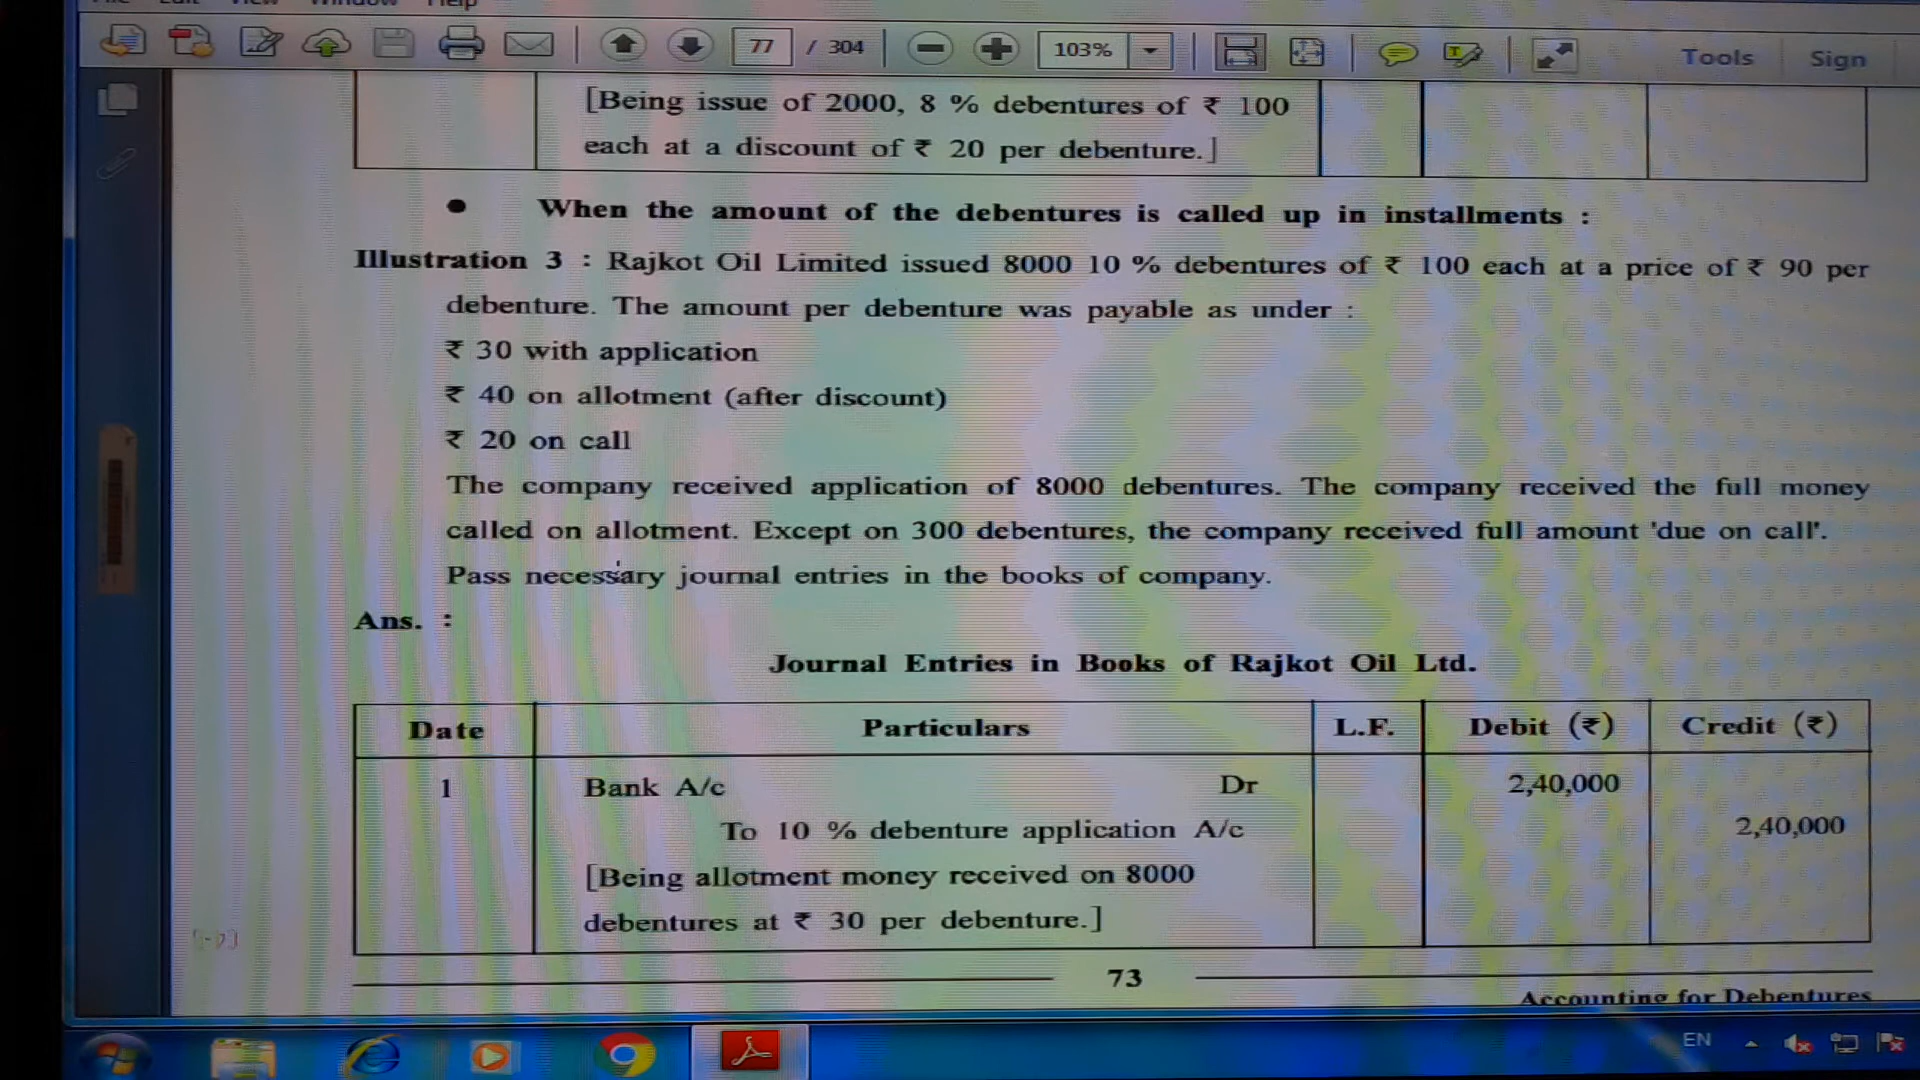 77 / 304 103% Tools Sign
[Being issue of 2000, 8 % debentures of ₹ 100
each at a discount of ₹ 20 per debenture.]
● When the amount of the debentures is called up in installments :
Illustration 3 : Rajkot Oil Limited issued 8000 10 % debentures of ₹ 100 each at a price of ₹ 90 per
debenture. The amount per debenture was payable as under :
₹ 30 with application
₹ 40 on allotment (after discount)
₹ 20 on call
The company received application of 8000 debentures. The company received the full money
called on allotment. Except on 300 debentures, the company received full amount 'due on call'.
Pass necessary journal entries in the books of company.
Ans. :
Journal Entries in Books of Rajkot Oil Ltd.
Date Particulars L.F. Debit (₹) Credit (₹)
1 Bank A/c Dr 2,40,000
To 10 % debenture application A/c 2,40,000
[Being allotment money received on 8000
debentures at ₹ 30 per debenture.]
73
Accounting for Debentures
EN